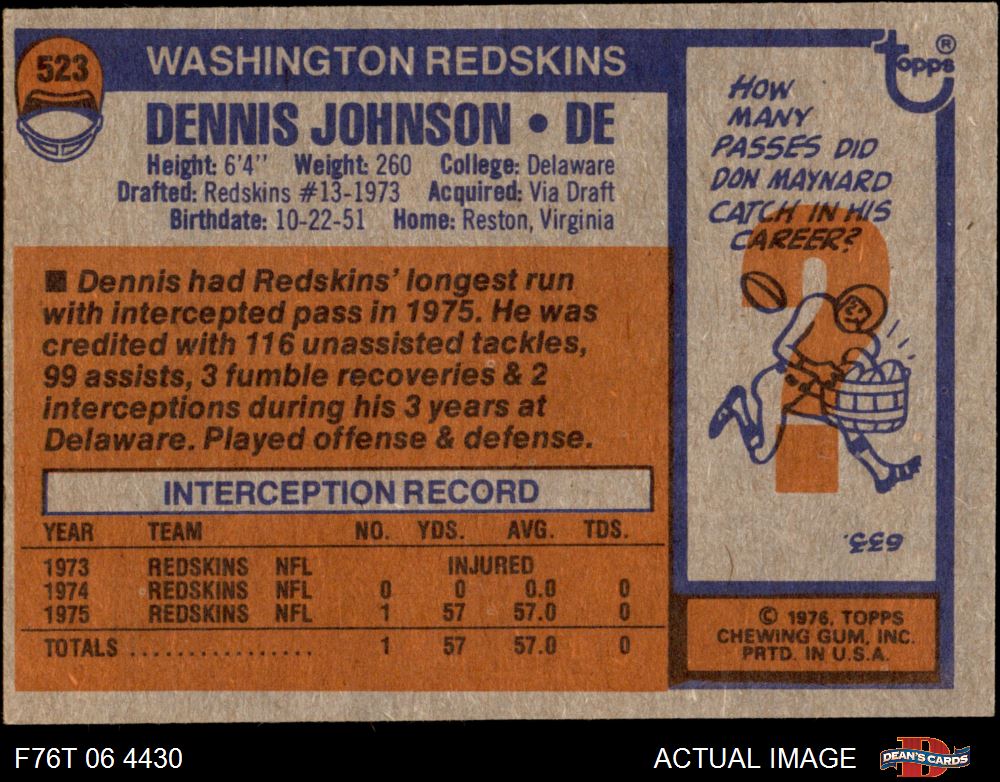 523
WASHINGTON REDSKINS
DENNIS JOHNSON • DE
Height: 6'4'' Weight: 260 College: Delaware
Drafted: Redskins #13-1973 Acquired: Via Draft
Birthdate: 10-22-51 Home: Reston, Virginia
■ Dennis had Redskins' longest run
with intercepted pass in 1975. He was
credited with 116 unassisted tackles,
99 assists, 3 fumble recoveries & 2
interceptions during his 3 years at
Delaware. Played offense & defense.
INTERCEPTION RECORD
YEAR TEAM NO. YDS. AVG. TDS.
1973 REDSKINS NFL INJURED
1974 REDSKINS NFL 0 0 0.0 0
1975 REDSKINS NFL 1 57 57.0 0
TOTALS ................ 1 57 57.0 0
topps ®
HOW
MANY
PASSES DID
DON MAYNARD
CATCH IN HIS
CAREER?
?
633.
© 1976, TOPPS
CHEWING GUM, INC.
PRTD. IN U.S.A.
F76T 06 4430
ACTUAL IMAGE
D
DEAN'S CARDS